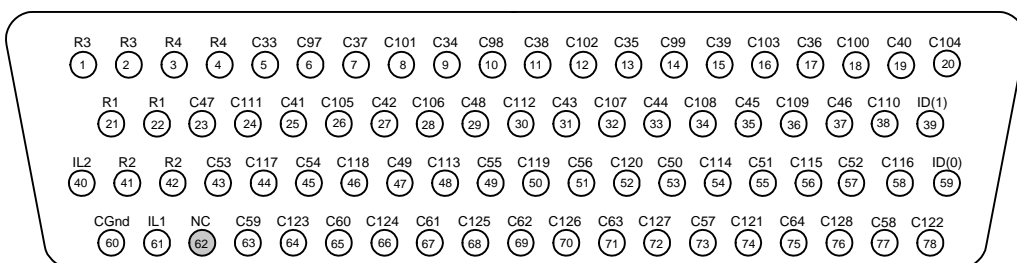 R3 R3 R4 R4 C33 C97 C37 C101 C34 C98 C38 C102 C35 C99 C39 C103 C36 C100 C40 C104
1 2 3 4 5 6 7 8 9 10 11 12 13 14 15 16 17 18 19 20
R1 R1 C47 C111 C41 C105 C42 C106 C48 C112 C43 C107 C44 C108 C45 C109 C46 C110 ID(1)
21 22 23 24 25 26 27 28 29 30 31 32 33 34 35 36 37 38 39
IL2 R2 R2 C53 C117 C54 C118 C49 C113 C55 C119 C56 C120 C50 C114 C51 C115 C52 C116 ID(0)
40 41 42 43 44 45 46 47 48 49 50 51 52 53 54 55 56 57 58 59
CGnd IL1 NC C59 C123 C60 C124 C61 C125 C62 C126 C63 C127 C57 C121 C64 C128 C58 C122
60 61 62 63 64 65 66 67 68 69 70 71 72 73 74 75 76 77 78